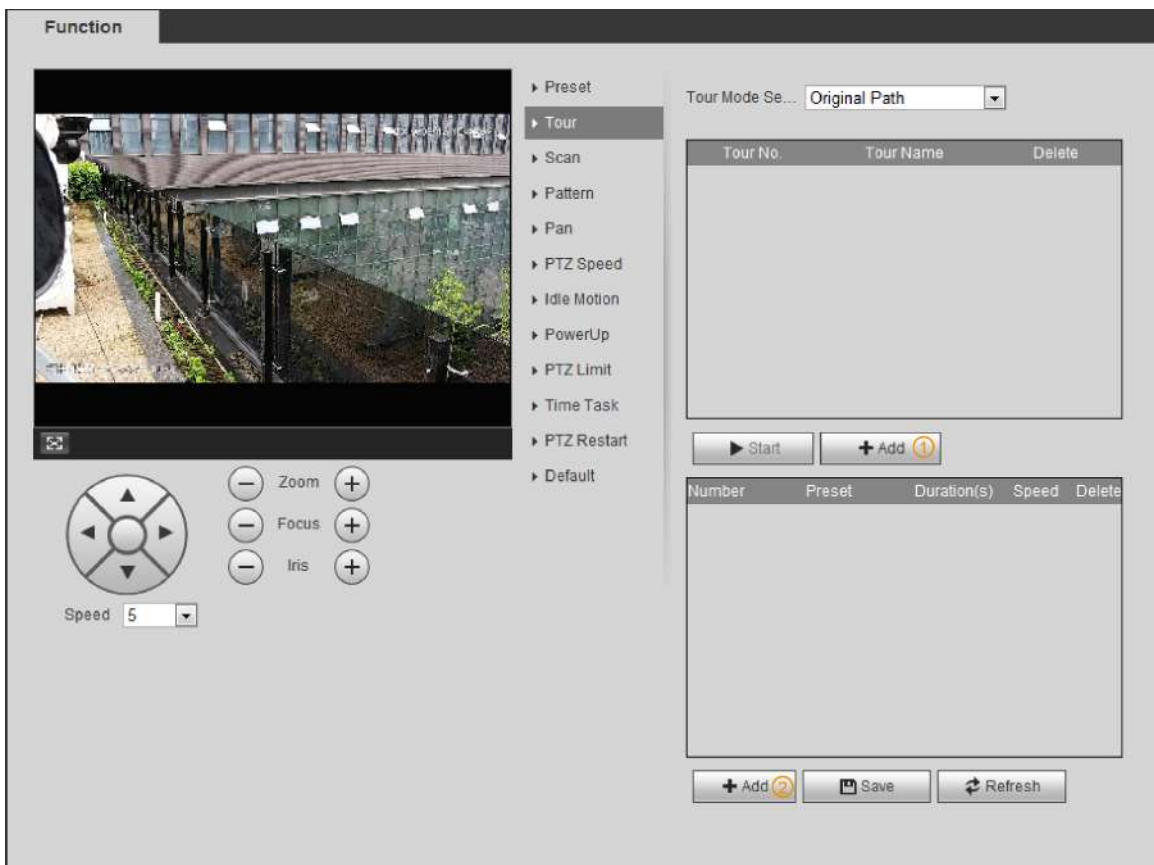 Function
Preset
Tour
Scan
Pattern
Pan
PTZ Speed
Idle Motion
PowerUp
PTZ Limit
Time Task
PTZ Restart
Default
Zoom
Focus
Iris
Speed 5
Tour Mode Se... Original Path
Tour No. Tour Name Delete
Start Add 1
Number Preset Duration(s) Speed Delete
Add 2 Save Refresh